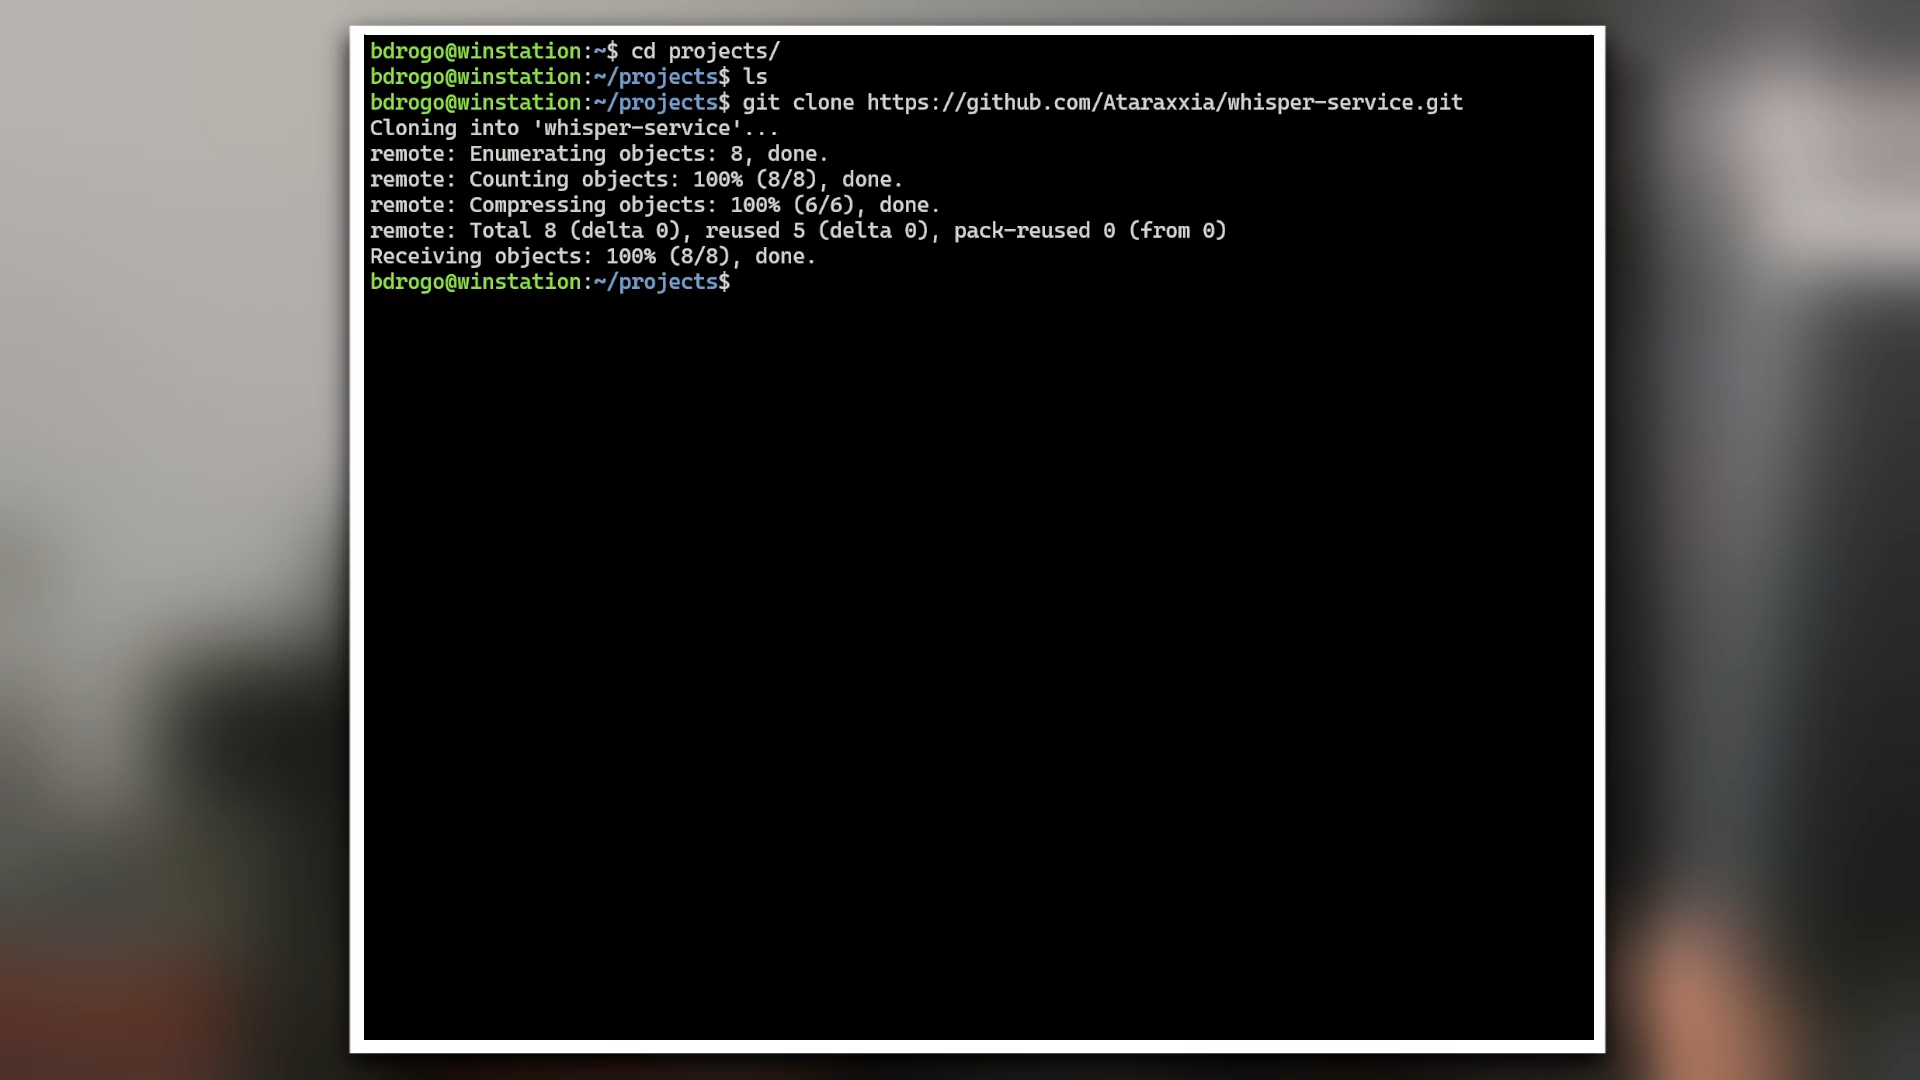 bdrogo@winstation:~$ cd projects/
bdrogo@winstation:~/projects$ ls
bdrogo@winstation:~/projects$ git clone https://github.com/Ataraxxia/whisper-service.git
Cloning into 'whisper-service'...
remote: Enumerating objects: 8, done.
remote: Counting objects: 100% (8/8), done.
remote: Compressing objects: 100% (6/6), done.
remote: Total 8 (delta 0), reused 5 (delta 0), pack-reused 0 (from 0)
Receiving objects: 100% (8/8), done.
bdrogo@winstation:~/projects$